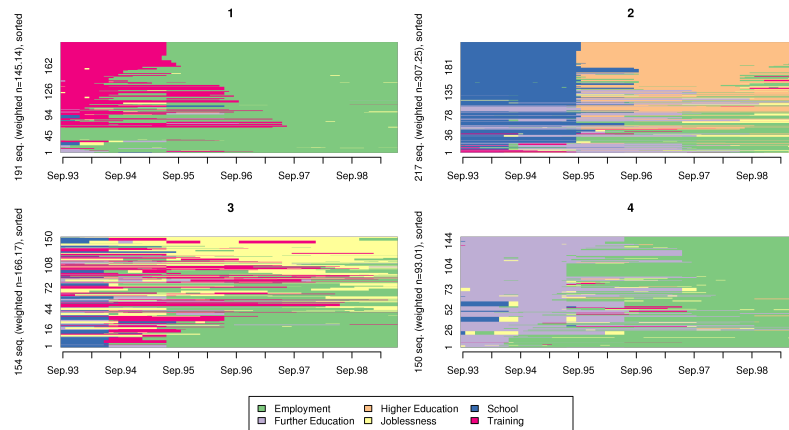 1
191 seq. (weighted n=145.14), sorted
1 45 94 126 162
Sep.93 Sep.94 Sep.95 Sep.96 Sep.97 Sep.98
2
217 seq. (weighted n=307.25), sorted
1 36 78 135 181
Sep.93 Sep.94 Sep.95 Sep.96 Sep.97 Sep.98
3
154 seq. (weighted n=166.17), sorted
1 16 44 72 108 150
Sep.93 Sep.94 Sep.95 Sep.96 Sep.97 Sep.98
4
150 seq. (weighted n=93.01), sorted
1 26 52 73 104 144
Sep.93 Sep.94 Sep.95 Sep.96 Sep.97 Sep.98
Employment Higher Education School
Further Education Joblessness Training